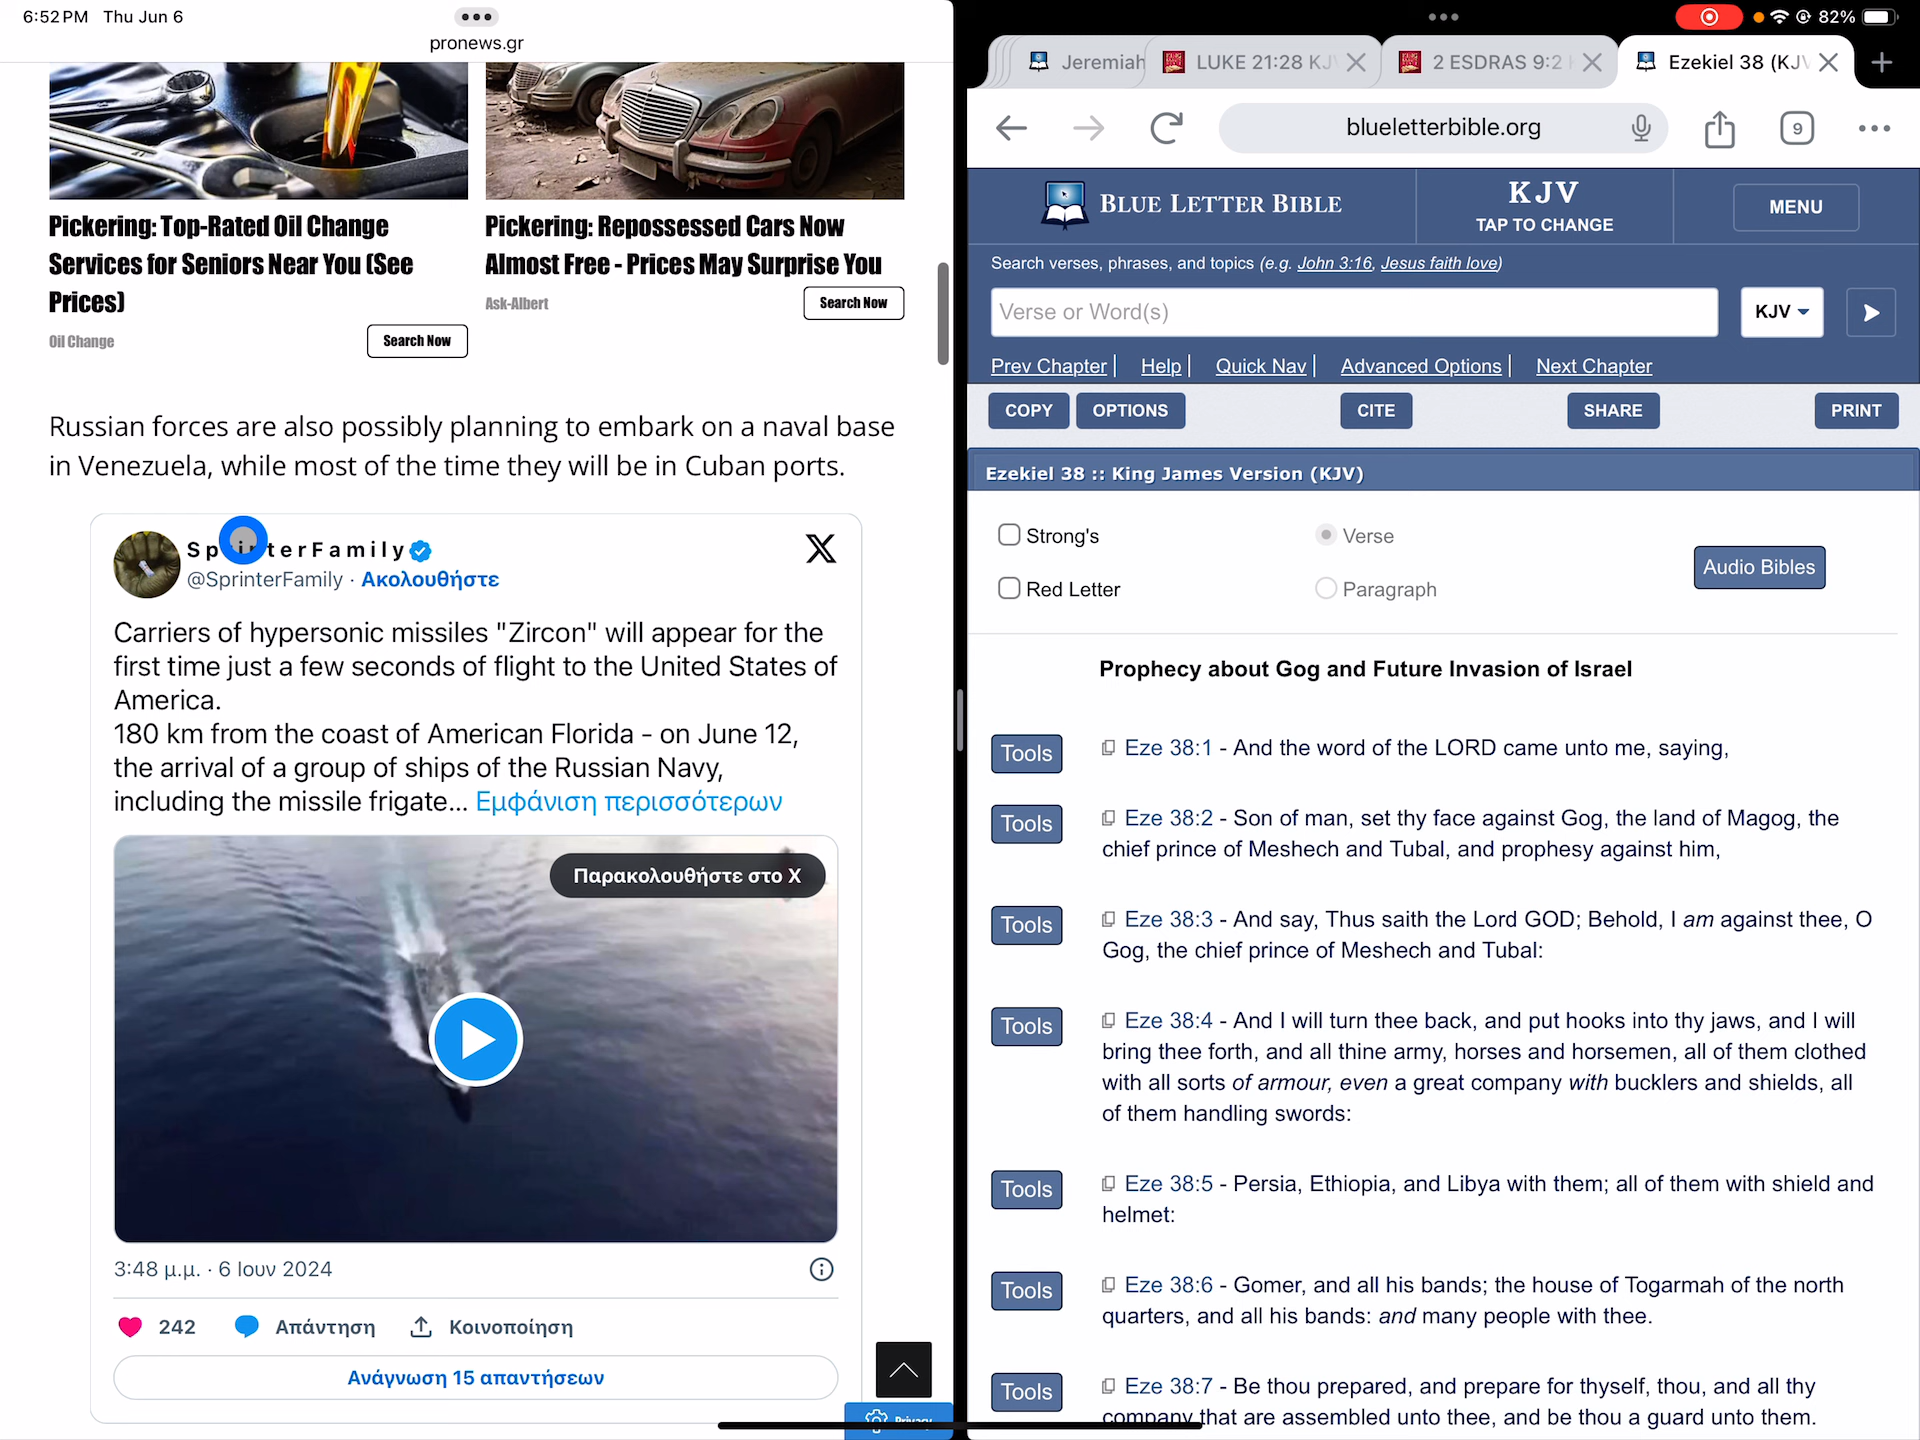 6:52 PM Thu Jun 6
pronews.gr
Pickering: Top-Rated Oil Change
Services for Seniors Near You (See
Prices)
Oil Change
Search Now
Pickering: Repossessed Cars Now
Almost Free - Prices May Surprise You
Ask-Albert
Search Now
Russian forces are also possibly planning to embark on a naval base
in Venezuela, while most of the time they will be in Cuban ports.
SprinterFamily
@SprinterFamily · Ακολουθήστε
Carriers of hypersonic missiles "Zircon" will appear for the
first time just a few seconds of flight to the United States of
America.
180 km from the coast of American Florida - on June 12,
the arrival of a group of ships of the Russian Navy,
including the missile frigate... Εμφάνιση περισσότερων
Παρακολουθήστε στο X
3:48 μ.μ. · 6 Ιουν 2024
242 Απάντηση Κοινοποίηση
Ανάγνωση 15 απαντήσεων
Privacy
82%
Jeremiah
LUKE 21:28 KJV
2 ESDRAS 9:2
Ezekiel 38 (KJV
blueletterbible.org
9
BLUE LETTER BIBLE
KJV
TAP TO CHANGE
MENU
Search verses, phrases, and topics (e.g. John 3:16, Jesus faith love)
Verse or Word(s)
KJV
Prev Chapter | Help | Quick Nav | Advanced Options | Next Chapter
COPY OPTIONS CITE SHARE PRINT
Ezekiel 38 :: King James Version (KJV)
Strong's Verse
Red Letter Paragraph
Audio Bibles
Prophecy about Gog and Future Invasion of Israel
Tools Eze 38:1 - And the word of the LORD came unto me, saying,
Tools Eze 38:2 - Son of man, set thy face against Gog, the land of Magog, the
chief prince of Meshech and Tubal, and prophesy against him,
Tools Eze 38:3 - And say, Thus saith the Lord GOD; Behold, I am against thee, O
Gog, the chief prince of Meshech and Tubal:
Tools Eze 38:4 - And I will turn thee back, and put hooks into thy jaws, and I will
bring thee forth, and all thine army, horses and horsemen, all of them clothed
with all sorts of armour, even a great company with bucklers and shields, all
of them handling swords:
Tools Eze 38:5 - Persia, Ethiopia, and Libya with them; all of them with shield and
helmet:
Tools Eze 38:6 - Gomer, and all his bands; the house of Togarmah of the north
quarters, and all his bands: and many people with thee.
Tools Eze 38:7 - Be thou prepared, and prepare for thyself, thou, and all thy
company that are assembled unto thee, and be thou a guard unto them.